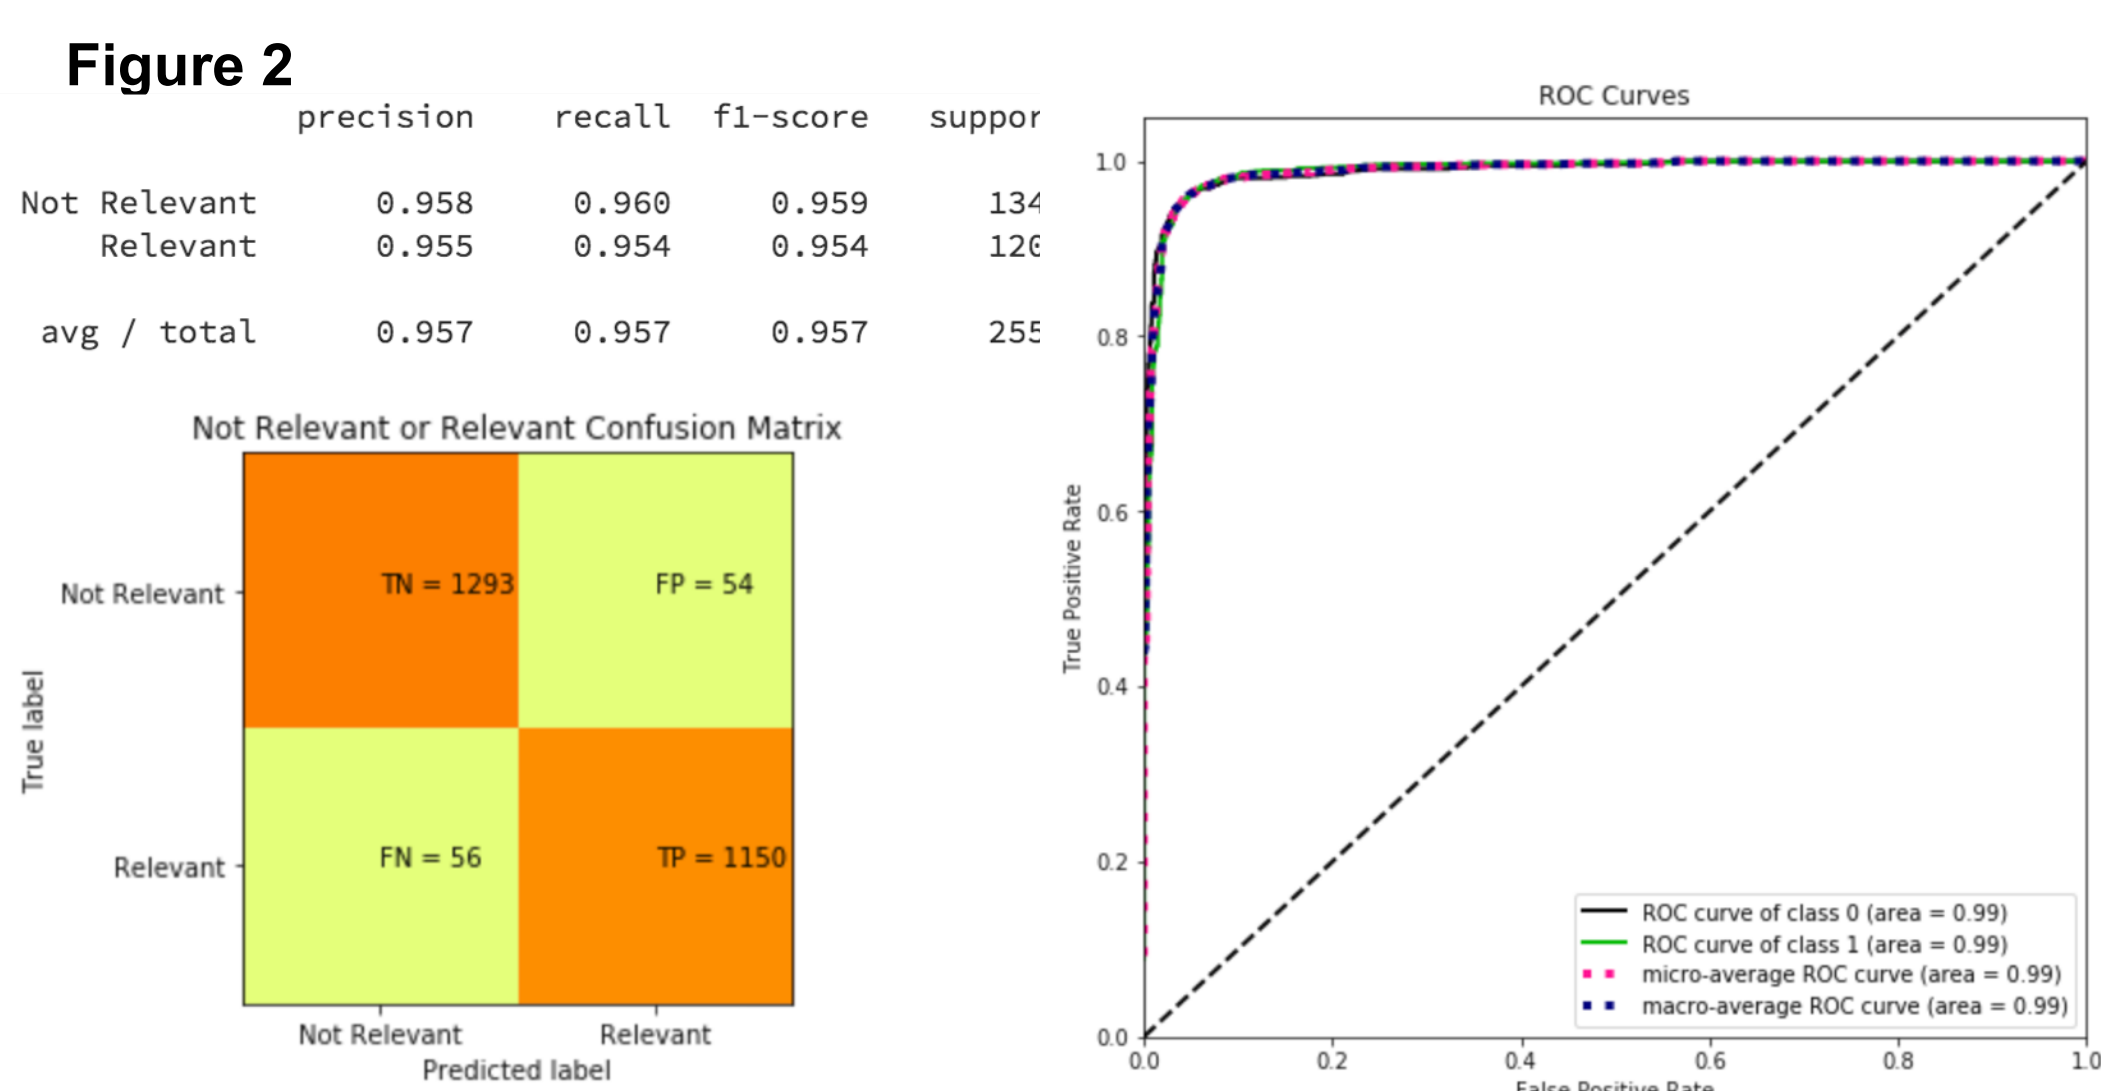 Figure 2
precision recall f1-score suppor
Not Relevant 0.958 0.960 0.959 134
Relevant 0.955 0.954 0.954 120
avg / total 0.957 0.957 0.957 255
Not Relevant or Relevant Confusion Matrix
True label
Not Relevant
TN = 1293
FP = 54
Relevant
FN = 56
TP = 1150
Not Relevant Relevant
Predicted label
ROC Curves
True Positive Rate
1.0
0.8
0.6
0.4
0.2
0.0
ROC curve of class 0 (area = 0.99)
ROC curve of class 1 (area = 0.99)
micro-average ROC curve (area = 0.99)
macro-average ROC curve (area = 0.99)
0.0 0.2 0.4 0.6 0.8 1.0
False Positive Rate